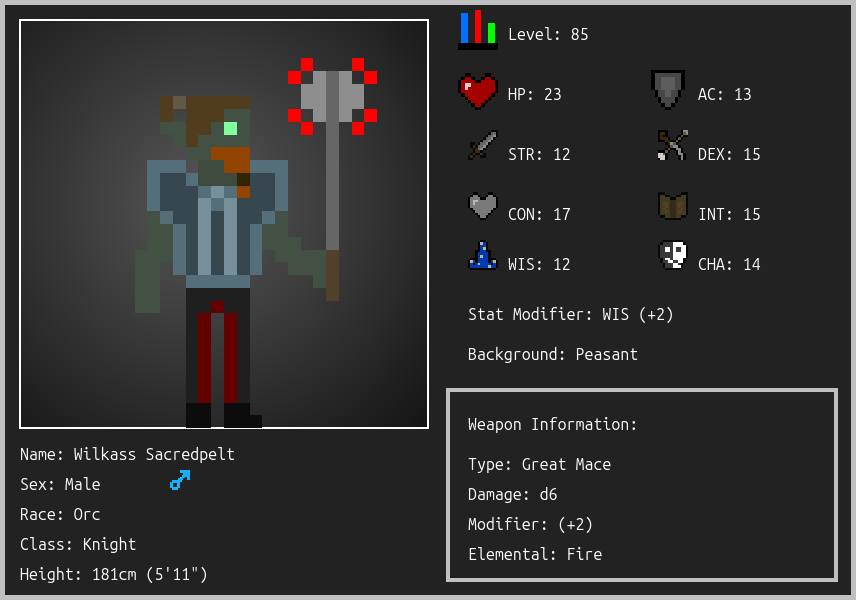 Level: 85
HP: 23
AC: 13
STR: 12
DEX: 15
CON: 17
INT: 15
WIS: 12
CHA: 14
Stat Modifier: WIS (+2)
Background: Peasant
Weapon Information:
Type: Great Mace
Damage: d6
Modifier: (+2)
Elemental: Fire
Name: Wilkass Sacredpelt
Sex: Male
Race: Orc
Class: Knight
Height: 181cm (5'11")